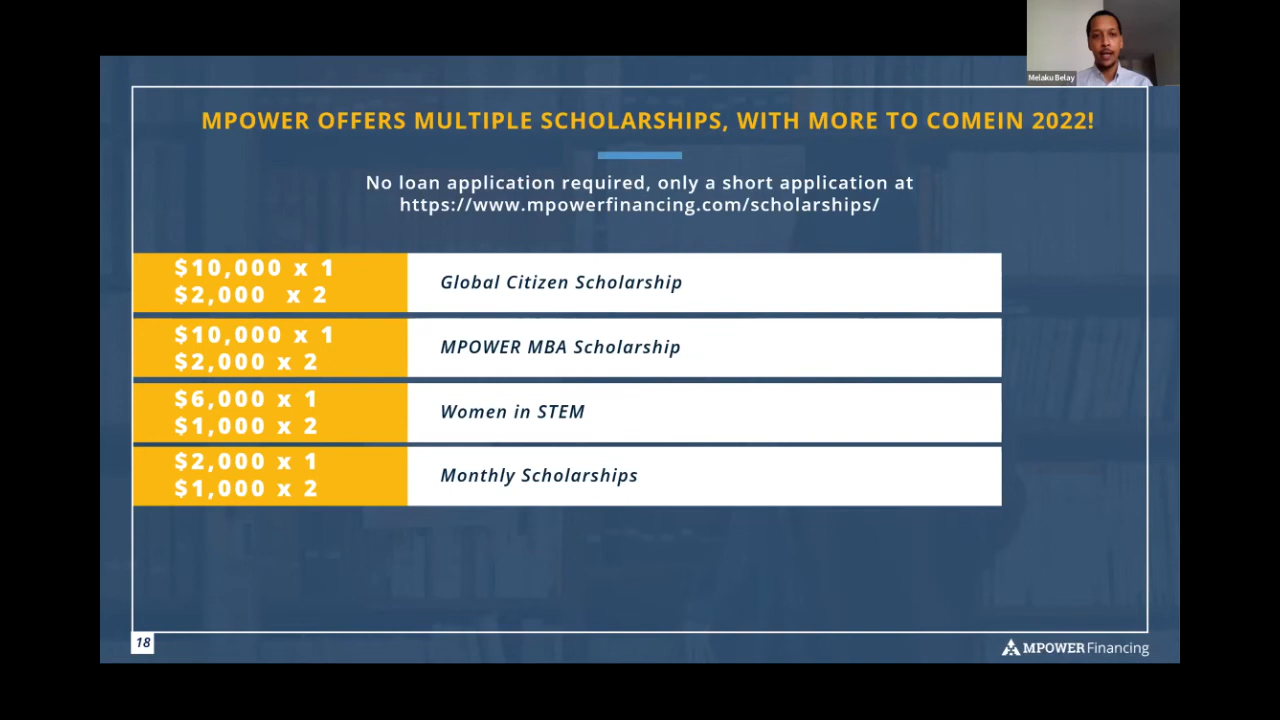 Melaku Belay
MPOWER OFFERS MULTIPLE SCHOLARSHIPS, WITH MORE TO COMEIN 2022!
No loan application required, only a short application at
https://www.mpowerfinancing.com/scholarships/
$10,000 x 1
$2,000 x 2
Global Citizen Scholarship
$10,000 x 1
$2,000 x 2
MPOWER MBA Scholarship
$6,000 x 1
$1,000 x 2
Women in STEM
$2,000 x 1
$1,000 x 2
Monthly Scholarships
18
MPOWER Financing